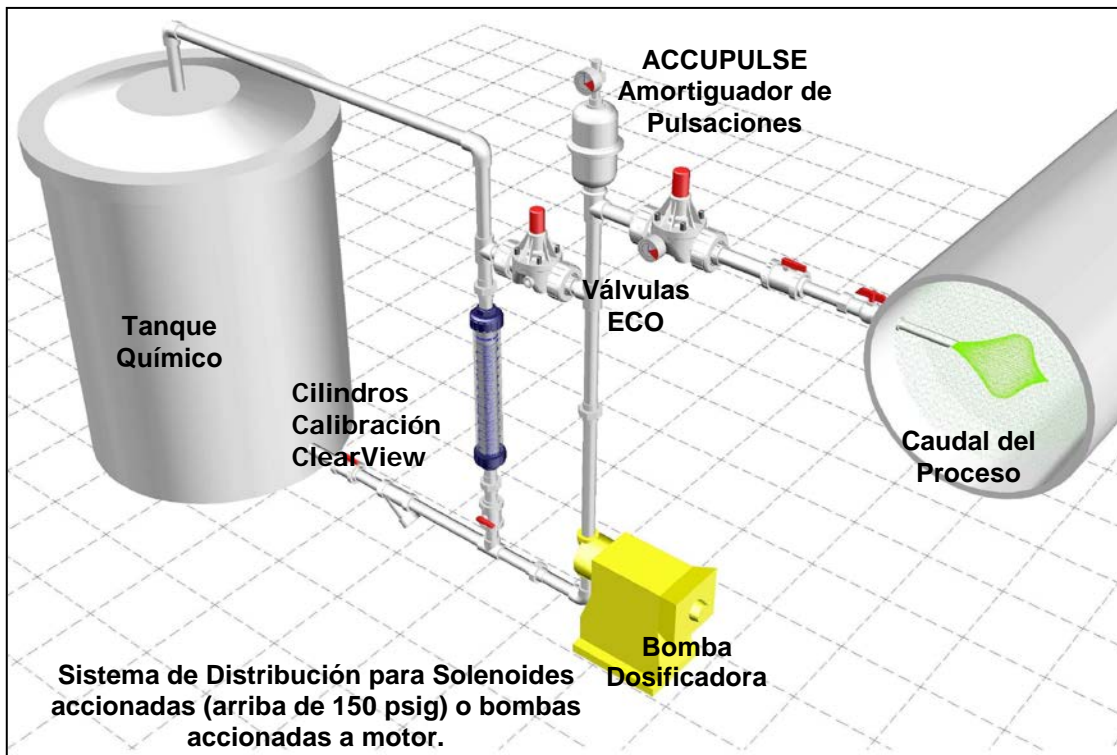 ACCUPULSE
Amortiguador de
Pulsaciones
Válvulas
ECO
Tanque
Químico
Cilindros
Calibración
ClearView
Caudal del
Proceso
Bomba
Dosificadora
Sistema de Distribución para Solenoides
accionadas (arriba de 150 psig) o bombas
accionadas a motor.